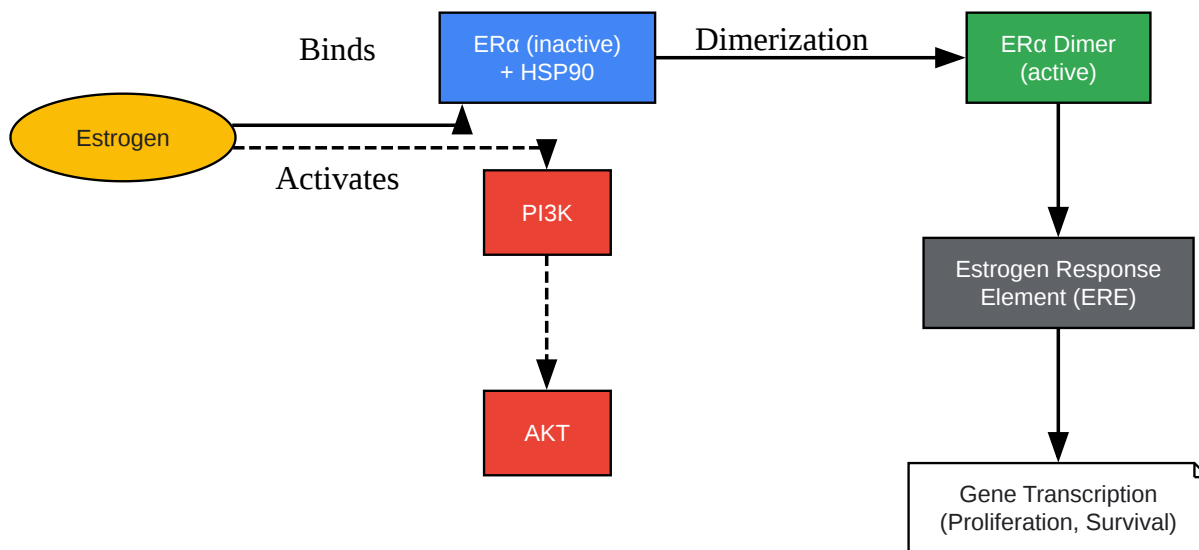 Binds
ERα (inactive)
+ HSP90
Dimerization
ERα Dimer
(active)
Estrogen
Activates
PI3K
Estrogen Response
Element (ERE)
AKT
Gene Transcription
(Proliferation, Survival)